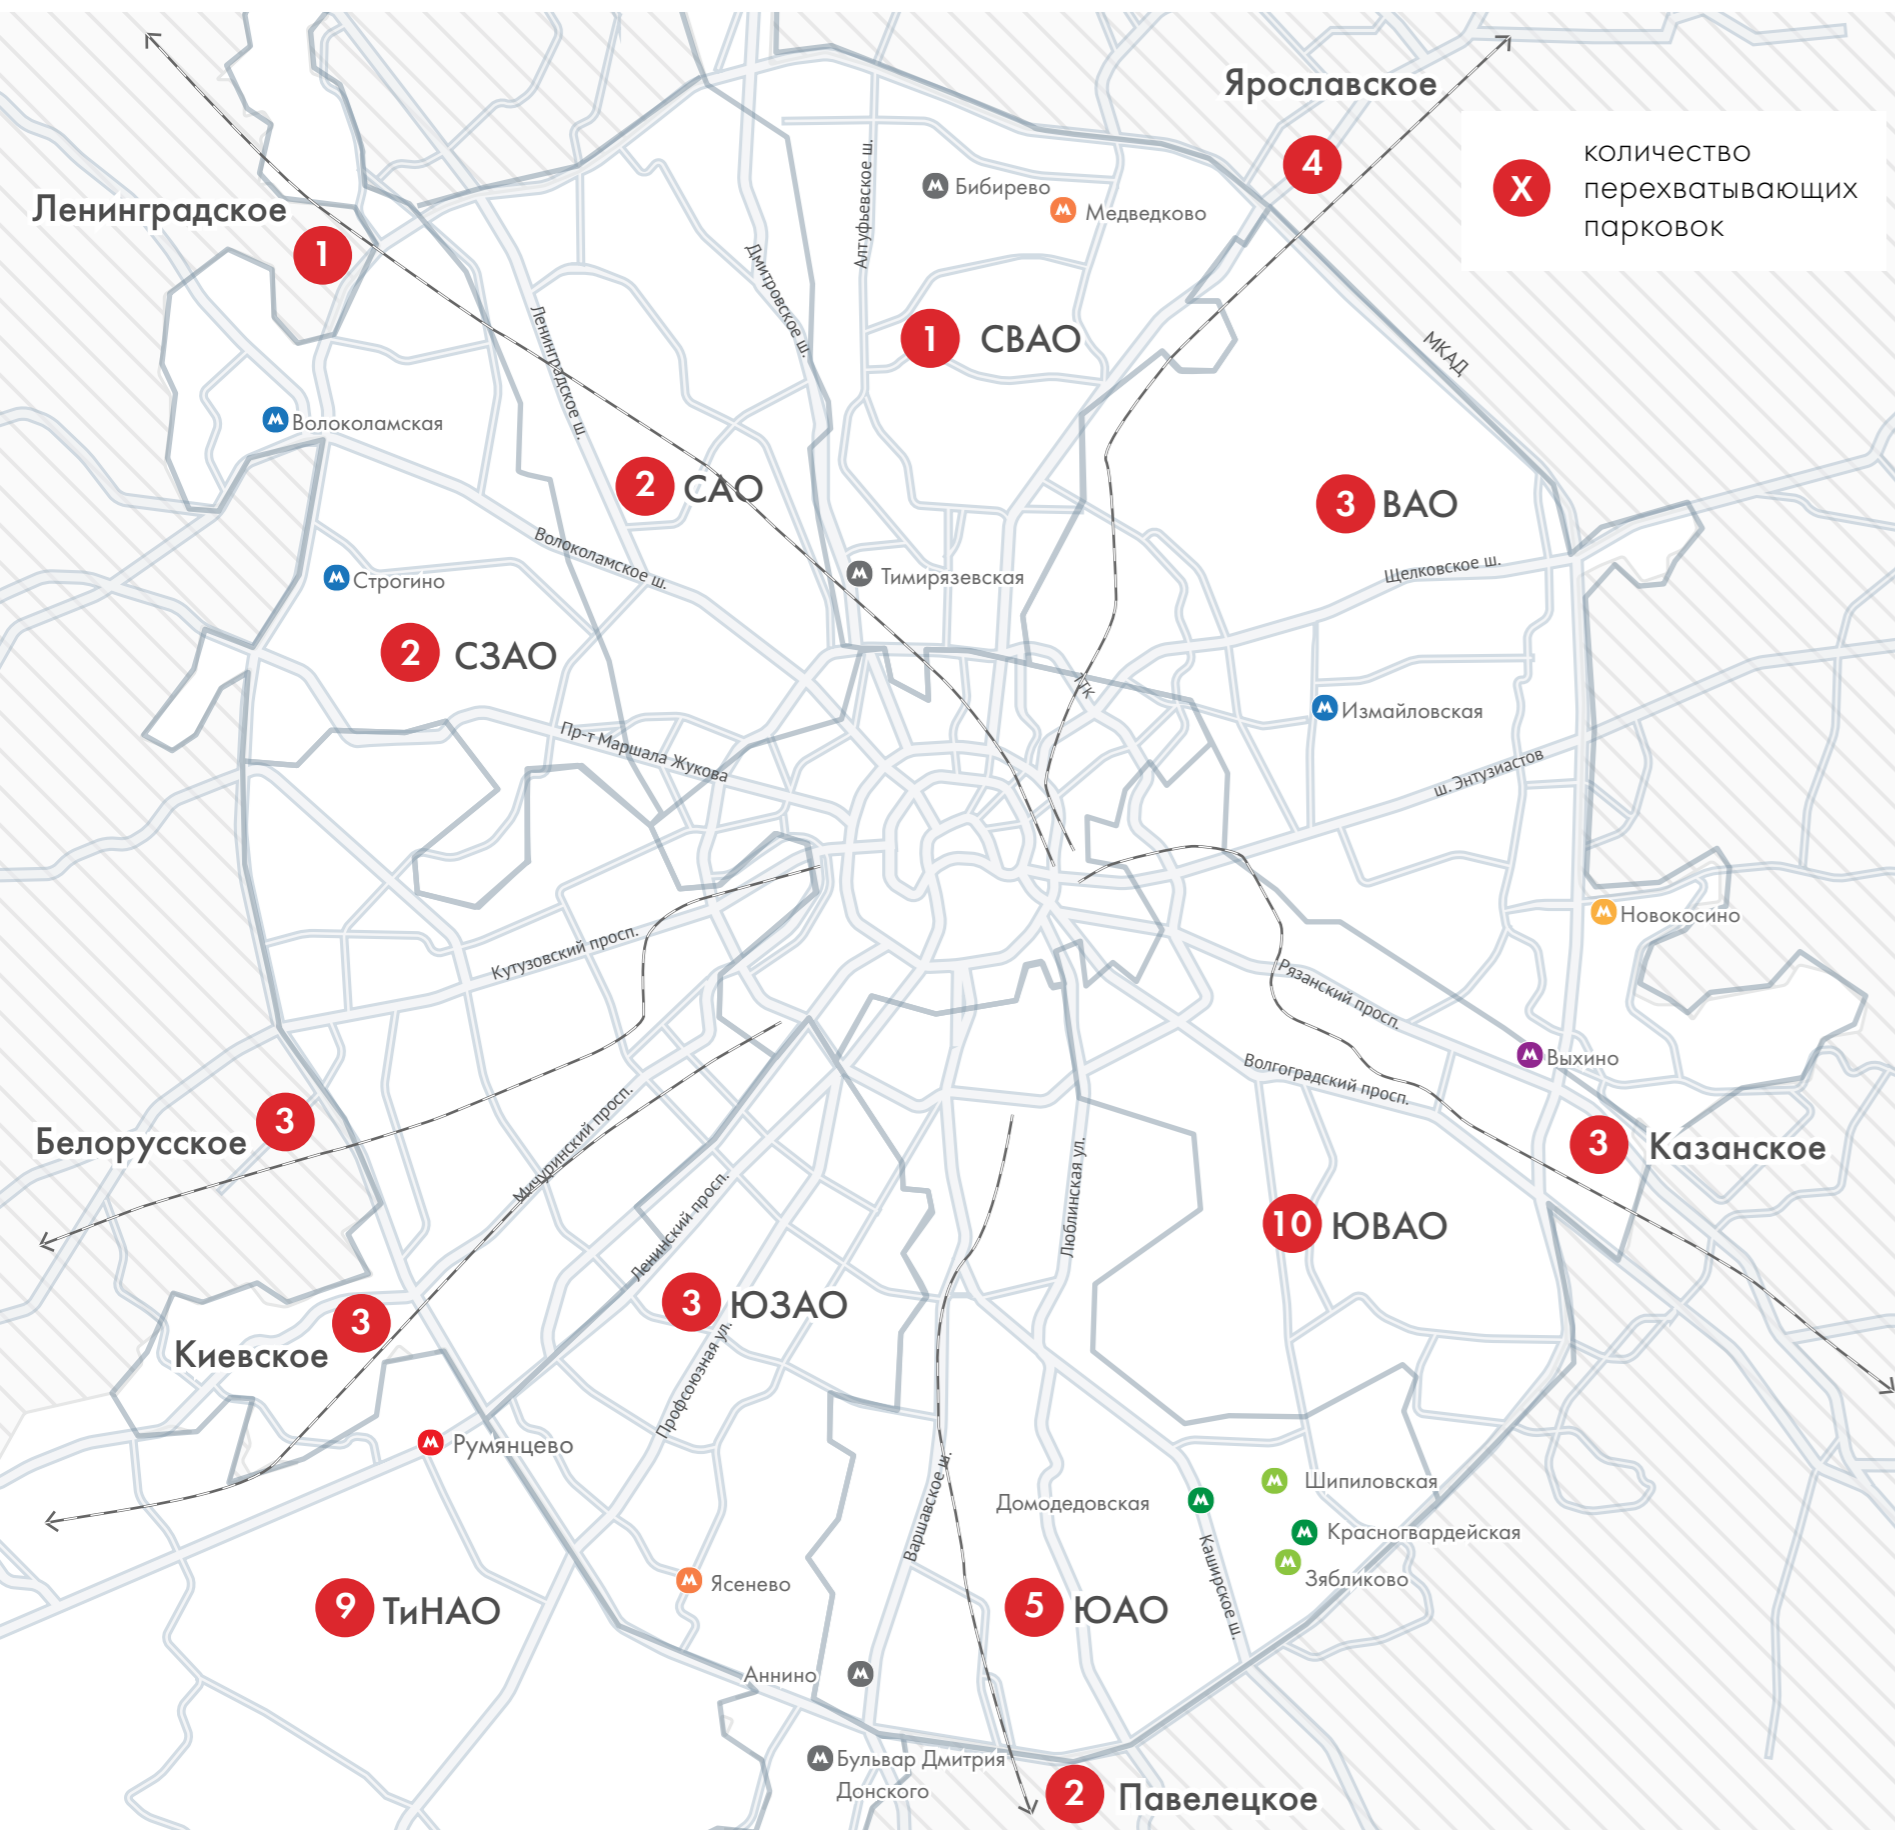 Ярославское
4
X
количество
перехватывающих
парковок
Ленинградское
1
Бибирево
Медведково
Алтуфьевское ш.
Дмитровское ш.
Ленинградское ш.
1 СВАО
МКАД
Волоколамская
2 САО
3 ВАО
Волоколамское ш.
Щелковское ш.
Строгино
Тимирязевская
2 СЗАО
ТТК
Измайловская
Пр-т Маршала Жукова
ш. Энтузиастов
Новокосино
Кутузовский просп.
Рязанский просп.
Выхино
Волгоградский просп.
Белорусское 3
Мичуринский просп.
3 Казанское
Ленинский просп.
Люблинская ул.
10 ЮВАО
3 ЮЗАО
Киевское 3
Профсоюзная ул.
Румянцево
Варшавское ш.
Домодедовская
Шипиловская
Красногвардейская
Зябликово
Каширское ш.
Ясенево
9 ТиНАО
5 ЮАО
Аннино
Бульвар Дмитрия
Донского
2 Павелецкое